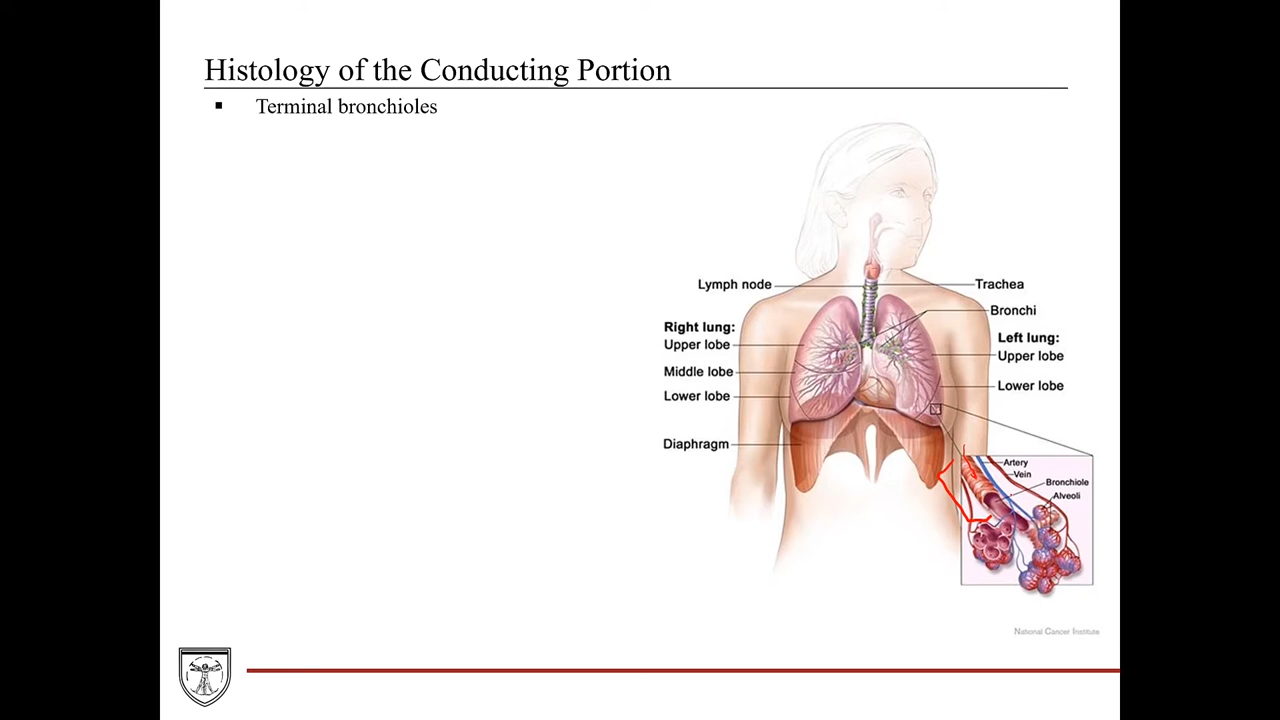 Histology of the Conducting Portion
▪ Terminal bronchioles
Lymph node
Trachea
Bronchi
Right lung:
Upper lobe
Middle lobe
Lower lobe
Left lung:
Upper lobe
Lower lobe
Diaphragm
Artery
Vein
Bronchiole
Alveoli
National Cancer Institute